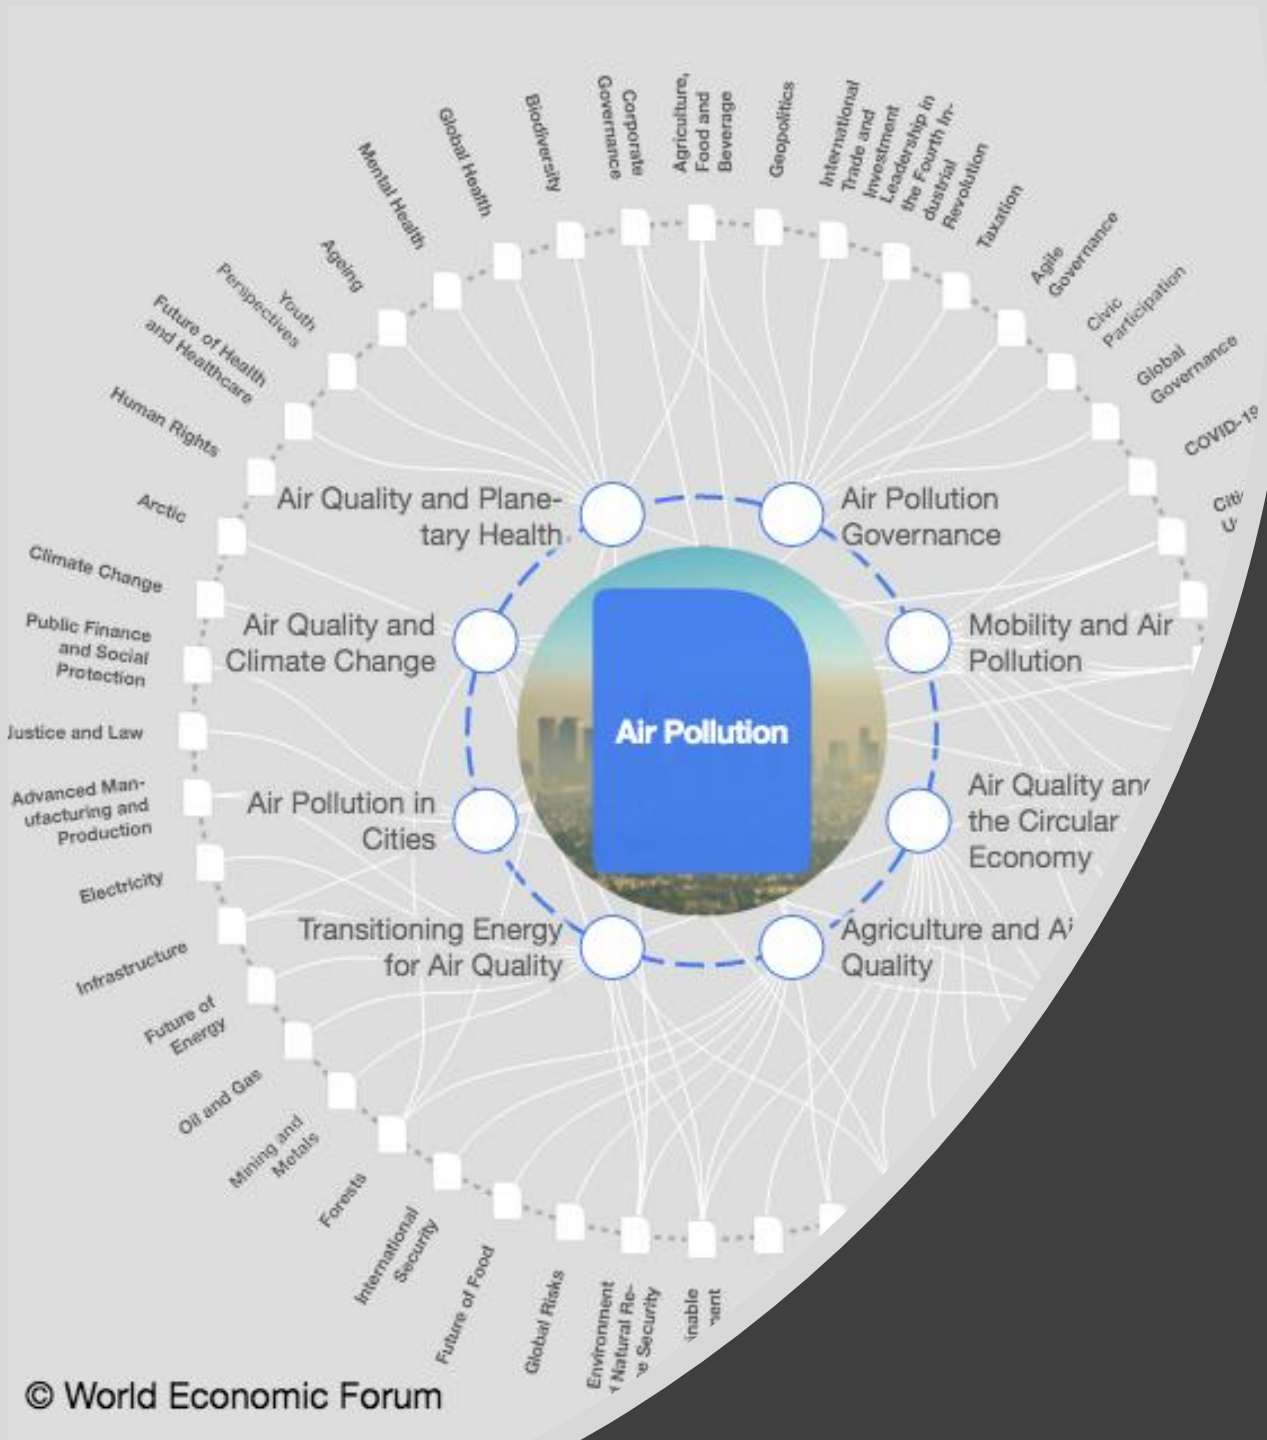 Governance
Corporate
Agriculture,
Food and
Beverage
Geopolitics
International
Trade and
Investment
Leadership in
the Fourth In-
dustrial
Revolution
Taxation
Agile
Governance
Civic
Participation
Global
Governance
COVID-19
Biodiversity
Global Health
Mental Health
Ageing
Youth
Perspectives
Future of Health
and Healthcare
Human Rights
Arctic
Climate Change
Public Finance
and Social
Protection
Justice and Law
Advanced Man-
ufacturing and
Production
Electricity
Infrastructure
Future of
Energy
Oil and Gas
Mining and
Metals
Forests
International
Security
Future of Food
Global Risks
Environment
Natural Re-
Security
Air Quality and Plane-
tary Health
Air Pollution
Governance
Air Quality and
Climate Change
Mobility and Air
Pollution
Air Pollution
Air Pollution in
Cities
Air Quality and
the Circular
Economy
Transitioning Energy
for Air Quality
Agriculture and
Quality
© World Economic Forum